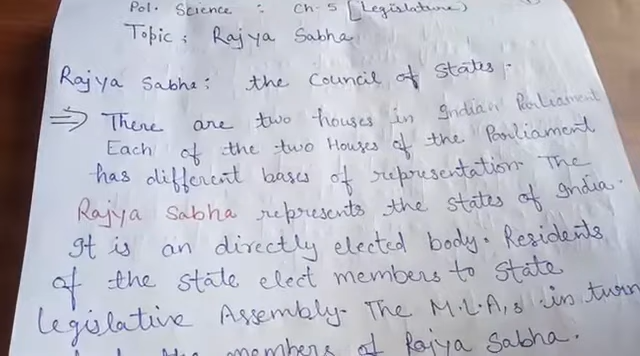 Pol. Science : Ch-5 [Legislature)
Topic : Rajya Sabha
Rajya Sabha : the Council of States.
⇒ There are two houses in Indian Parliament
Each of the two Houses of the Parliament
has different bases of representation. The
Rajya Sabha represents the states of India.
It is an directly elected body. Residents
of the state elect members to State
Legislative Assembly. The M.L.A,s in turn
the members of Rajya Sabha.